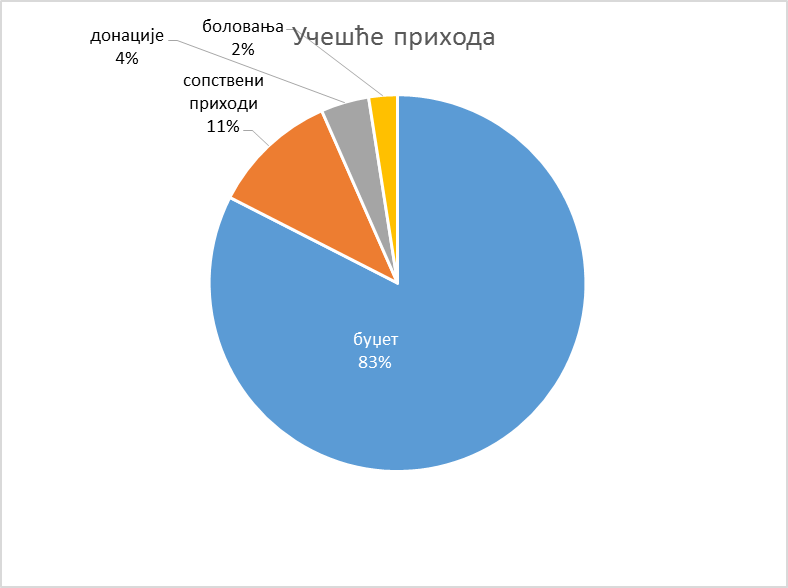 Учешће прихода
боловања
2%
донације
4%
сопствени
приходи
11%
буџет
83%